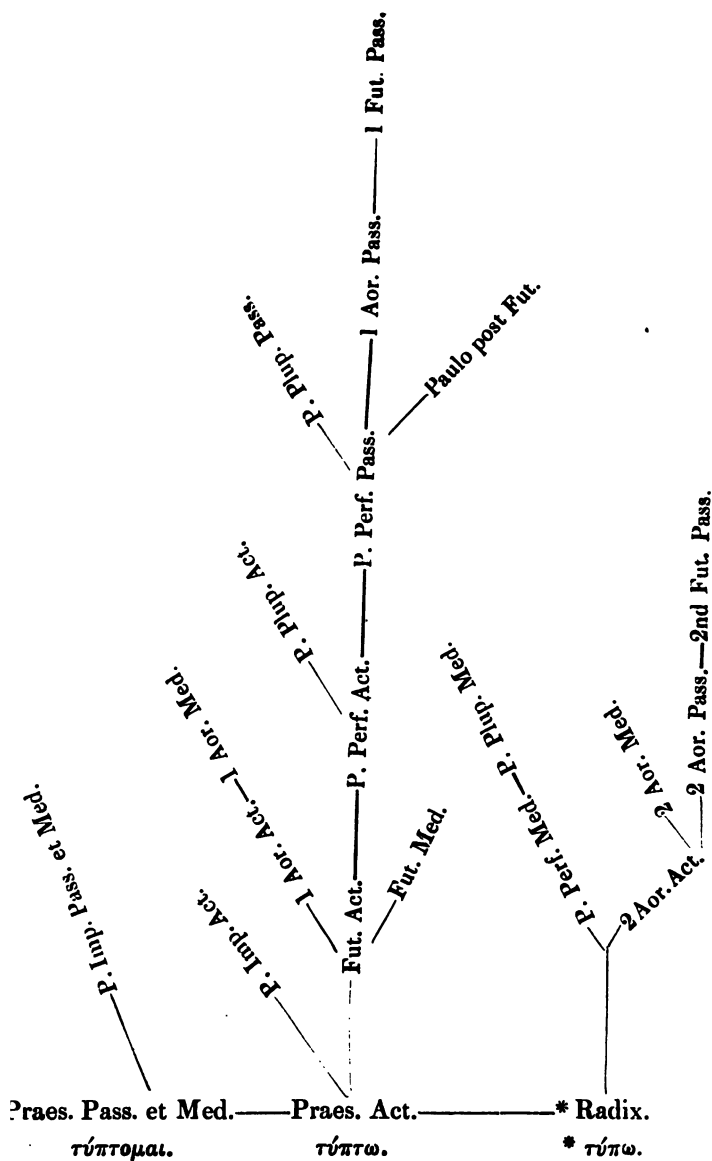 1 Fut. Pass.
1 Aor. Pass.
P. Plup. Pass.
Paulo post Fut.
P. Perf. Pass.
P. Plup. Act.
P. Perf. Act.
1 Aor. Act.—1 Aor. Med.
Fut. Med.
Fut. Act.
P. Imp. Act.
P. Imp. Pass. et Med.
P. Perf. Med.—P. Plup. Med.
2 Aor. Med.
2 Aor. Pass.—2nd Fut. Pass.
2 Aor. Act.
Praes. Pass. et Med.——Praes. Act.————* Radix.
τύπτομαι. τύπτω. * τύπω.